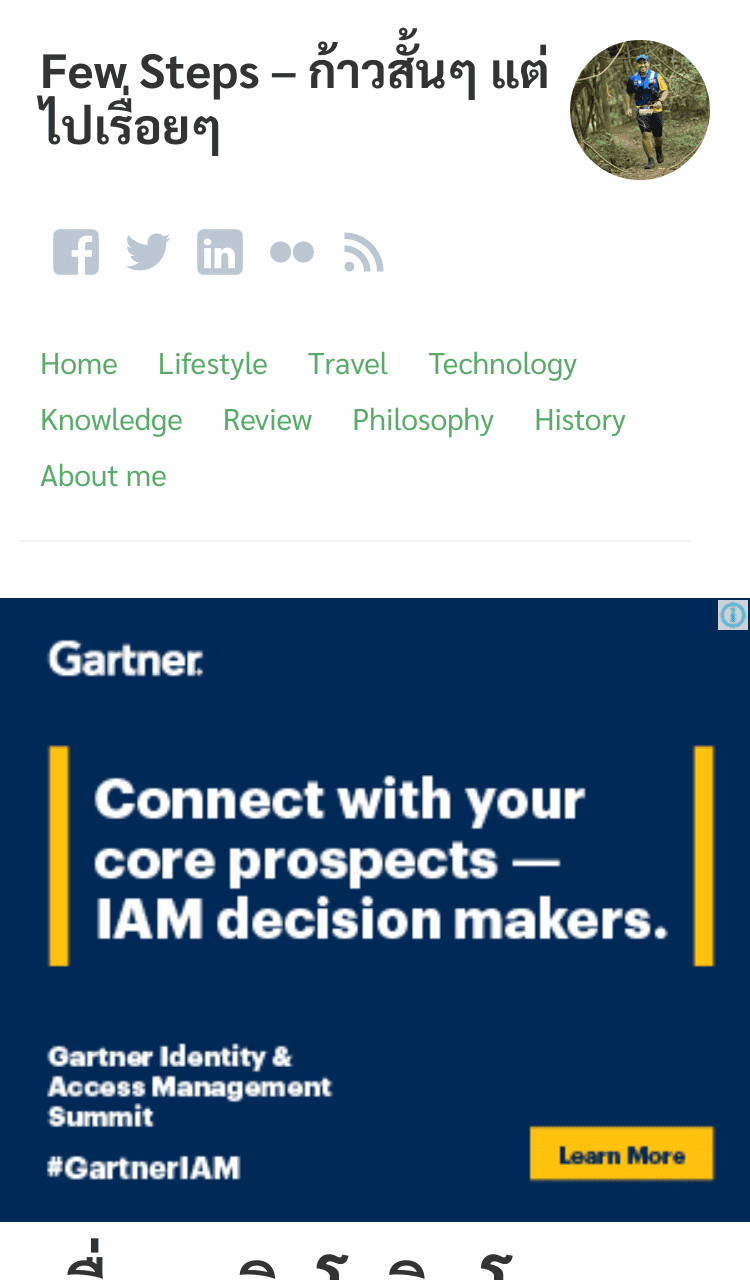 Few Steps – ก้าวสั้นๆ แต่
ไปเรื่อยๆ
Home Lifestyle Travel Technology
Knowledge Review Philosophy History
About me
Gartner.
Connect with your
core prospects —
IAM decision makers.
Gartner Identity &
Access Management
Summit
#GartnerIAM
Learn More